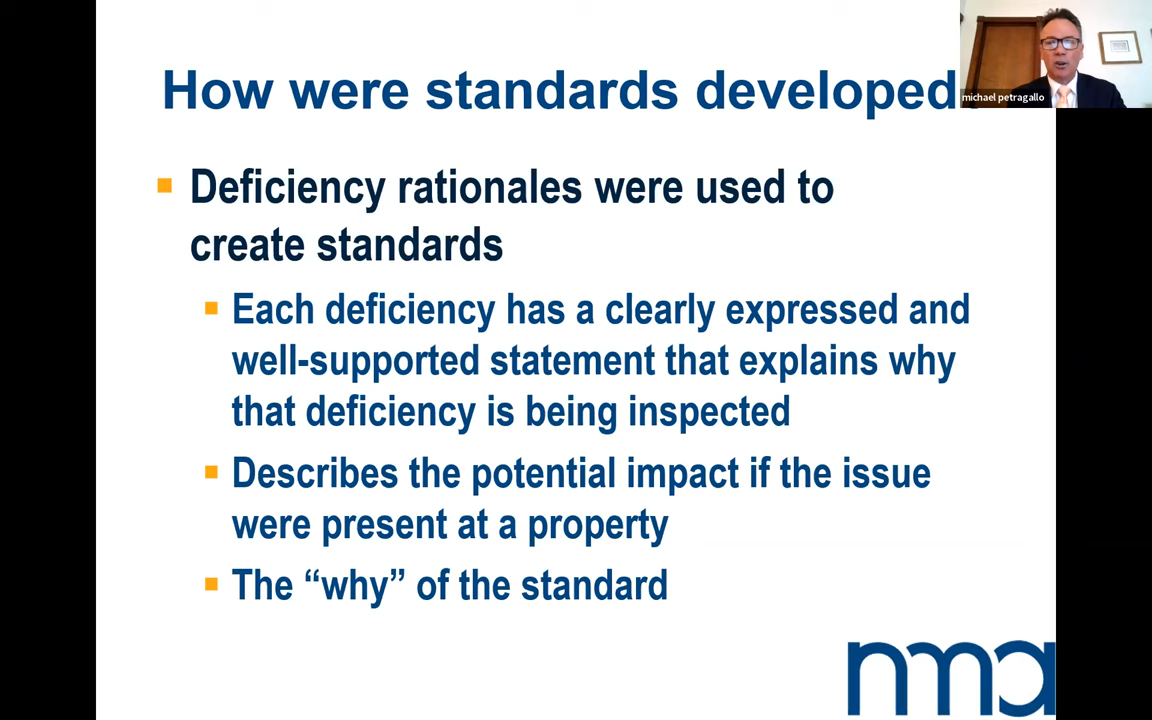 How were standards developed
michael petragallo
Deficiency rationales were used to
create standards
Each deficiency has a clearly expressed and
well-supported statement that explains why
that deficiency is being inspected
Describes the potential impact if the issue
were present at a property
The “why” of the standard
nma